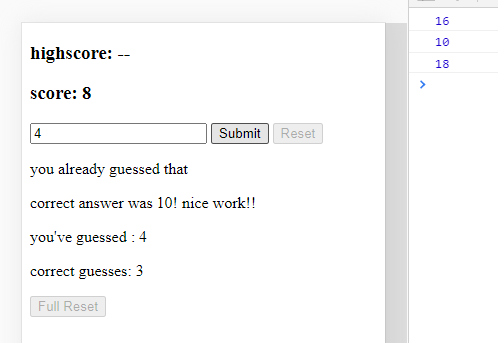 highscore: --
score: 8
4 Submit Reset
you already guessed that
correct answer was 10! nice work!!
you've guessed : 4
correct guesses: 3
Full Reset
16
10
18
>